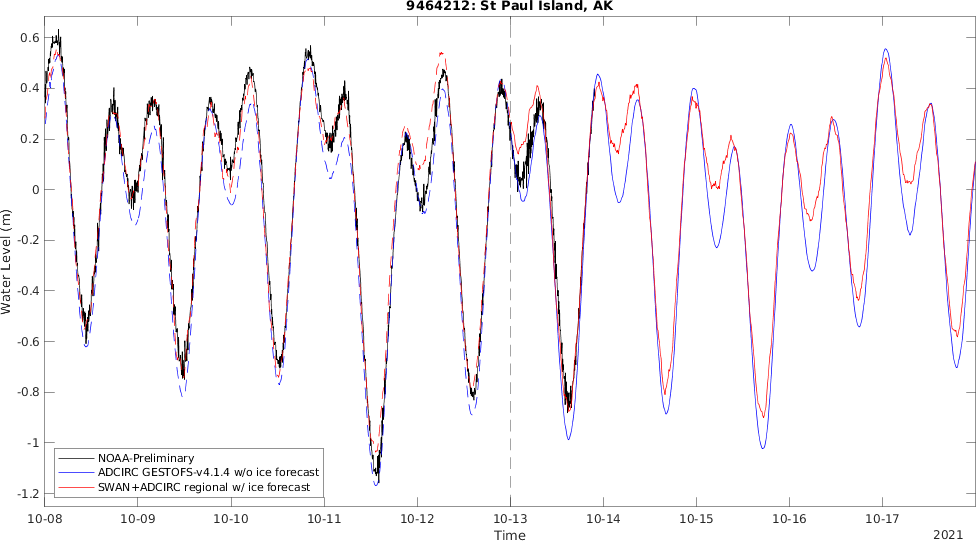 9464212: St Paul Island, AK
Water Level (m)
0.6
0.4
0.2
0
-0.2
-0.4
-0.6
-0.8
-1
-1.2
NOAA-Preliminary
ADCIRC GESTOFS-v4.1.4 w/o ice forecast
SWAN+ADCIRC regional w/ ice forecast
10-08 10-09 10-10 10-11 10-12 10-13 10-14 10-15 10-16 10-17
Time
2021